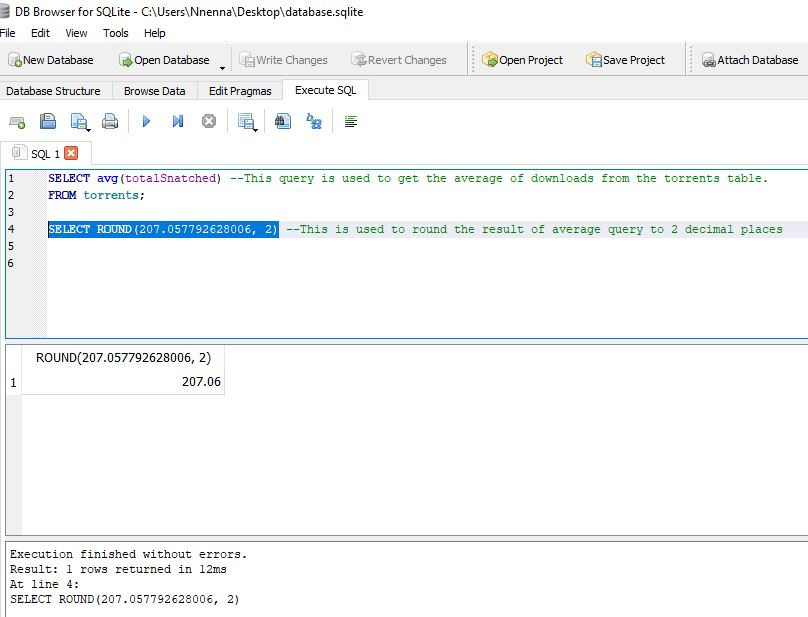 DB Browser for SQLite - C:\Users\Nnenna\Desktop\database.sqlite
File Edit View Tools Help
New Database Open Database Write Changes Revert Changes Open Project Save Project Attach Database
Database Structure Browse Data Edit Pragmas Execute SQL
SQL 1
1 SELECT avg(totalSnatched) --This query is used to get the average of downloads from the torrents table.
2 FROM torrents;
3
4 SELECT ROUND(207.057792628006, 2) --This is used to round the result of average query to 2 decimal places
5
6
ROUND(207.057792628006, 2)
1 207.06
Execution finished without errors.
Result: 1 rows returned in 12ms
At line 4:
SELECT ROUND(207.057792628006, 2)